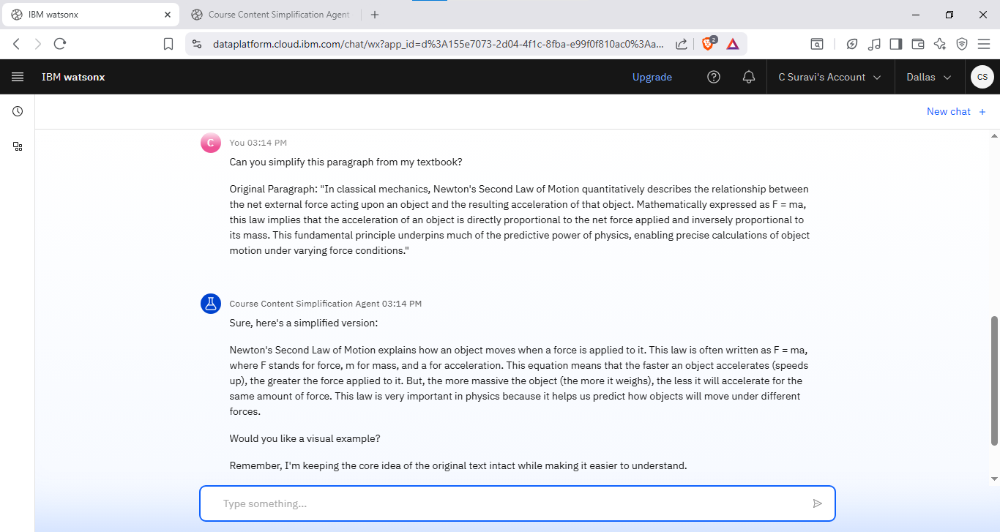 IBM watsonx
Course Content Simplification Agent
dataplatform.cloud.ibm.com/chat/wx?app_id=d%3A155e7073-2d04-4f1c-8fba-e99f0f810ac0%3Aa...
2
IBM watsonx
Upgrade
C Suravi's Account
Dallas
CS
New chat +
C
You 03:14 PM
Can you simplify this paragraph from my textbook?
Original Paragraph: "In classical mechanics, Newton's Second Law of Motion quantitatively describes the relationship between
the net external force acting upon an object and the resulting acceleration of that object. Mathematically expressed as F = ma,
this law implies that the acceleration of an object is directly proportional to the net force applied and inversely proportional to
its mass. This fundamental principle underpins much of the predictive power of physics, enabling precise calculations of object
motion under varying force conditions."
Course Content Simplification Agent 03:14 PM
Sure, here's a simplified version:
Newton's Second Law of Motion explains how an object moves when a force is applied to it. This law is often written as F = ma,
where F stands for force, m for mass, and a for acceleration. This equation means that the faster an object accelerates (speeds
up), the greater the force applied to it. But, the more massive the object (the more it weighs), the less it will accelerate for the
same amount of force. This law is very important in physics because it helps us predict how objects will move under different
forces.
Would you like a visual example?
Remember, I'm keeping the core idea of the original text intact while making it easier to understand.
Type something...